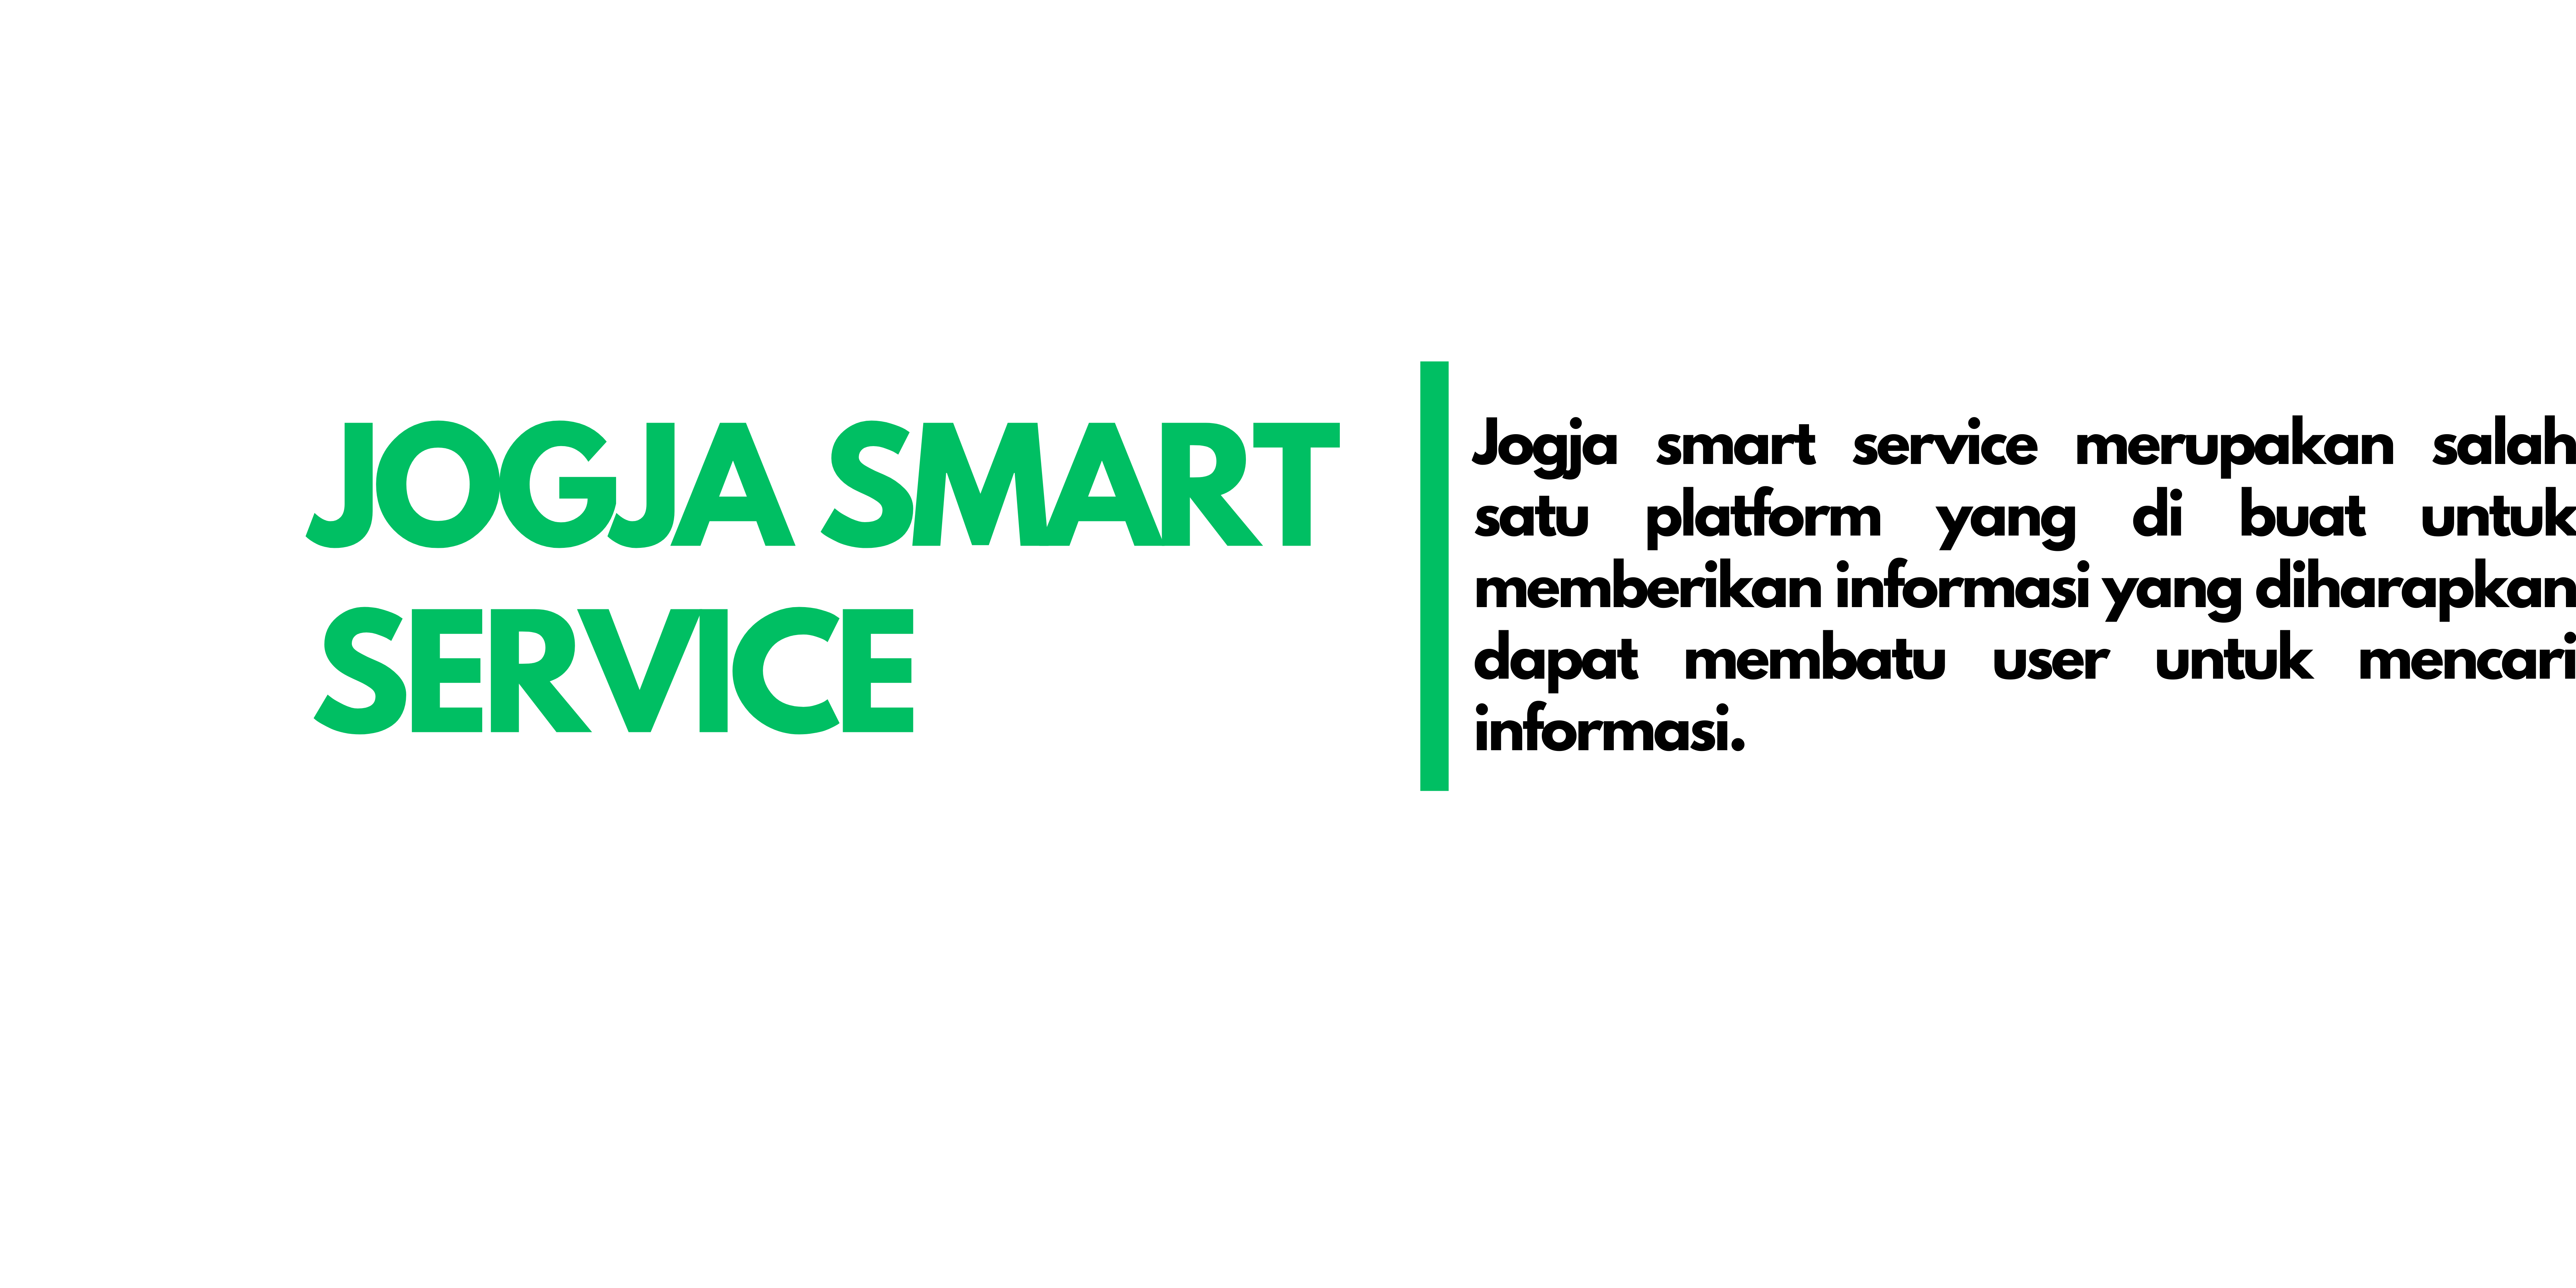 JOGJA SMART
SERVICE
Jogja smart service merupakan salah
satu platform yang di buat untuk
memberikan informasi yang diharapkan
dapat membatu user untuk mencari
informasi.